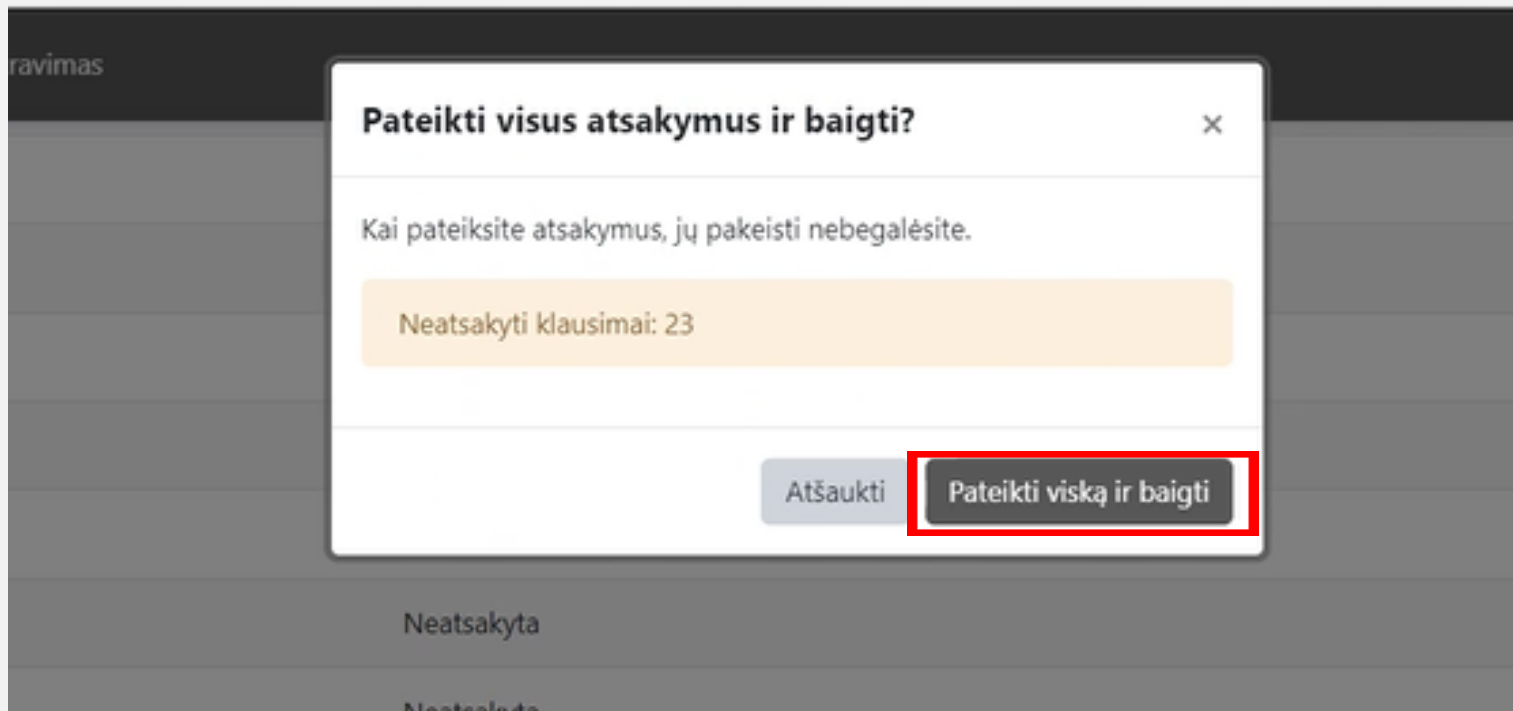 Pateikti visus atsakymus ir baigti?
×
Kai pateiksite atsakymus, jų pakeisti nebegalėsite.
Neatsakyti klausimai: 23
Atšaukti
Pateikti viską ir baigti
Neatsakyta